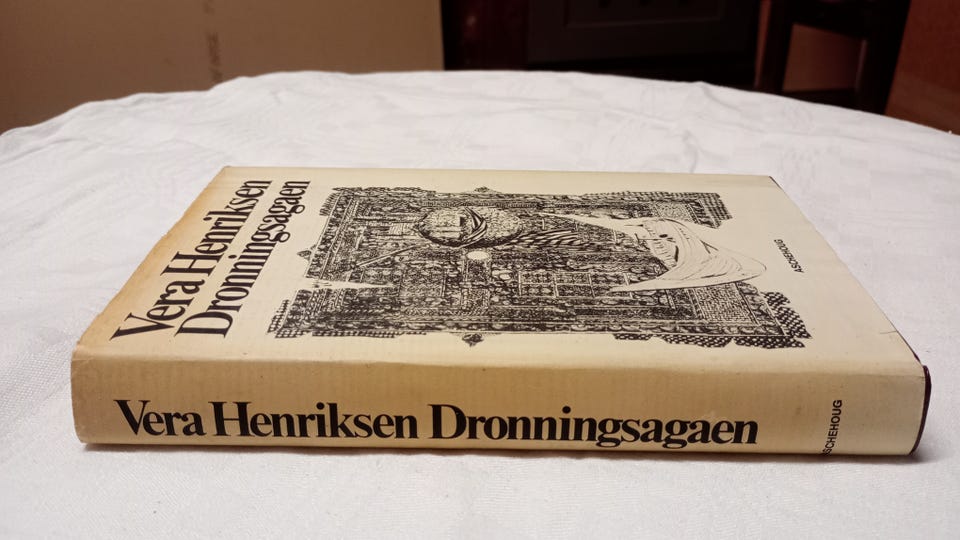 Vera Henriksen
Dronningsagaen
ASCHEHOUG
Vera Henriksen Dronningsagaen
ASCHEHOUG